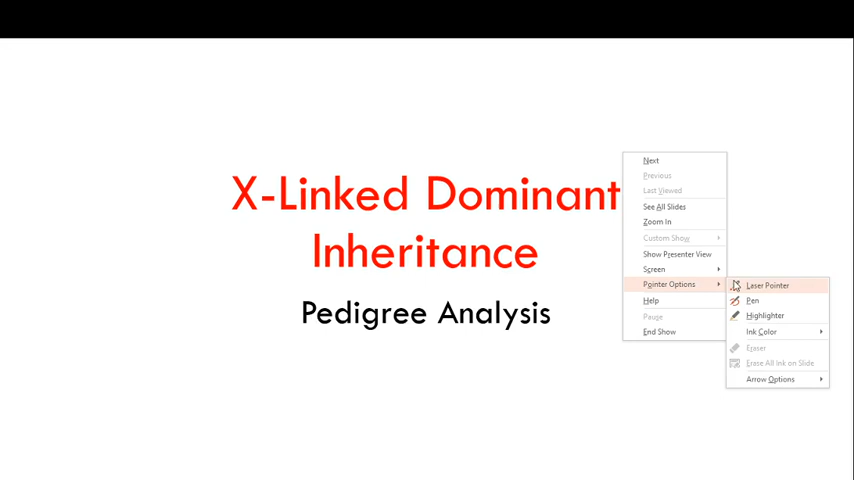 X-Linked Dominant
Inheritance
Pedigree Analysis
Next
Previous
Last Viewed
See All Slides
Zoom In
Custom Show
Show Presenter View
Screen
Pointer Options
Help
Pause
End Show
Laser Pointer
Pen
Highlighter
Ink Color
Eraser
Erase All Ink on Slide
Arrow Options